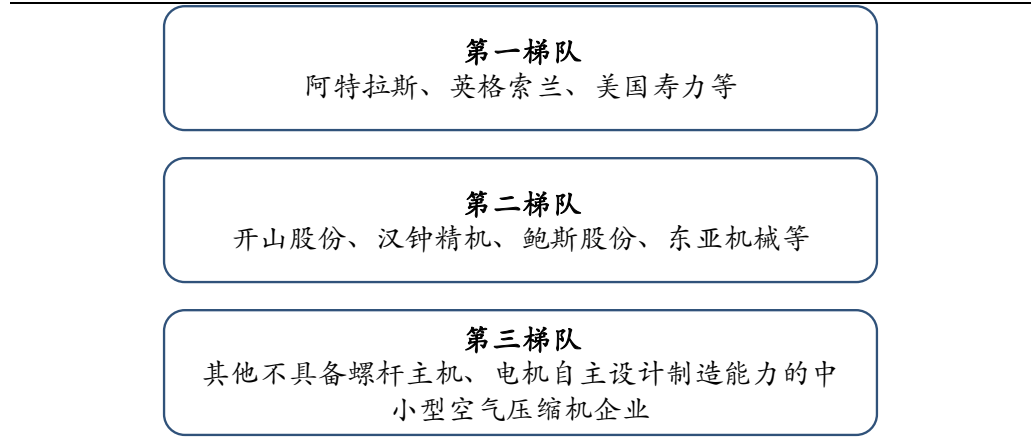 第一梯队
阿特拉斯、英格索兰、美国寿力等
第二梯队
开山股份、汉钟精机、鲍斯股份、东亚机械等
第三梯队
其他不具备螺杆主机、电机自主设计制造能力的中
小型空气压缩机企业